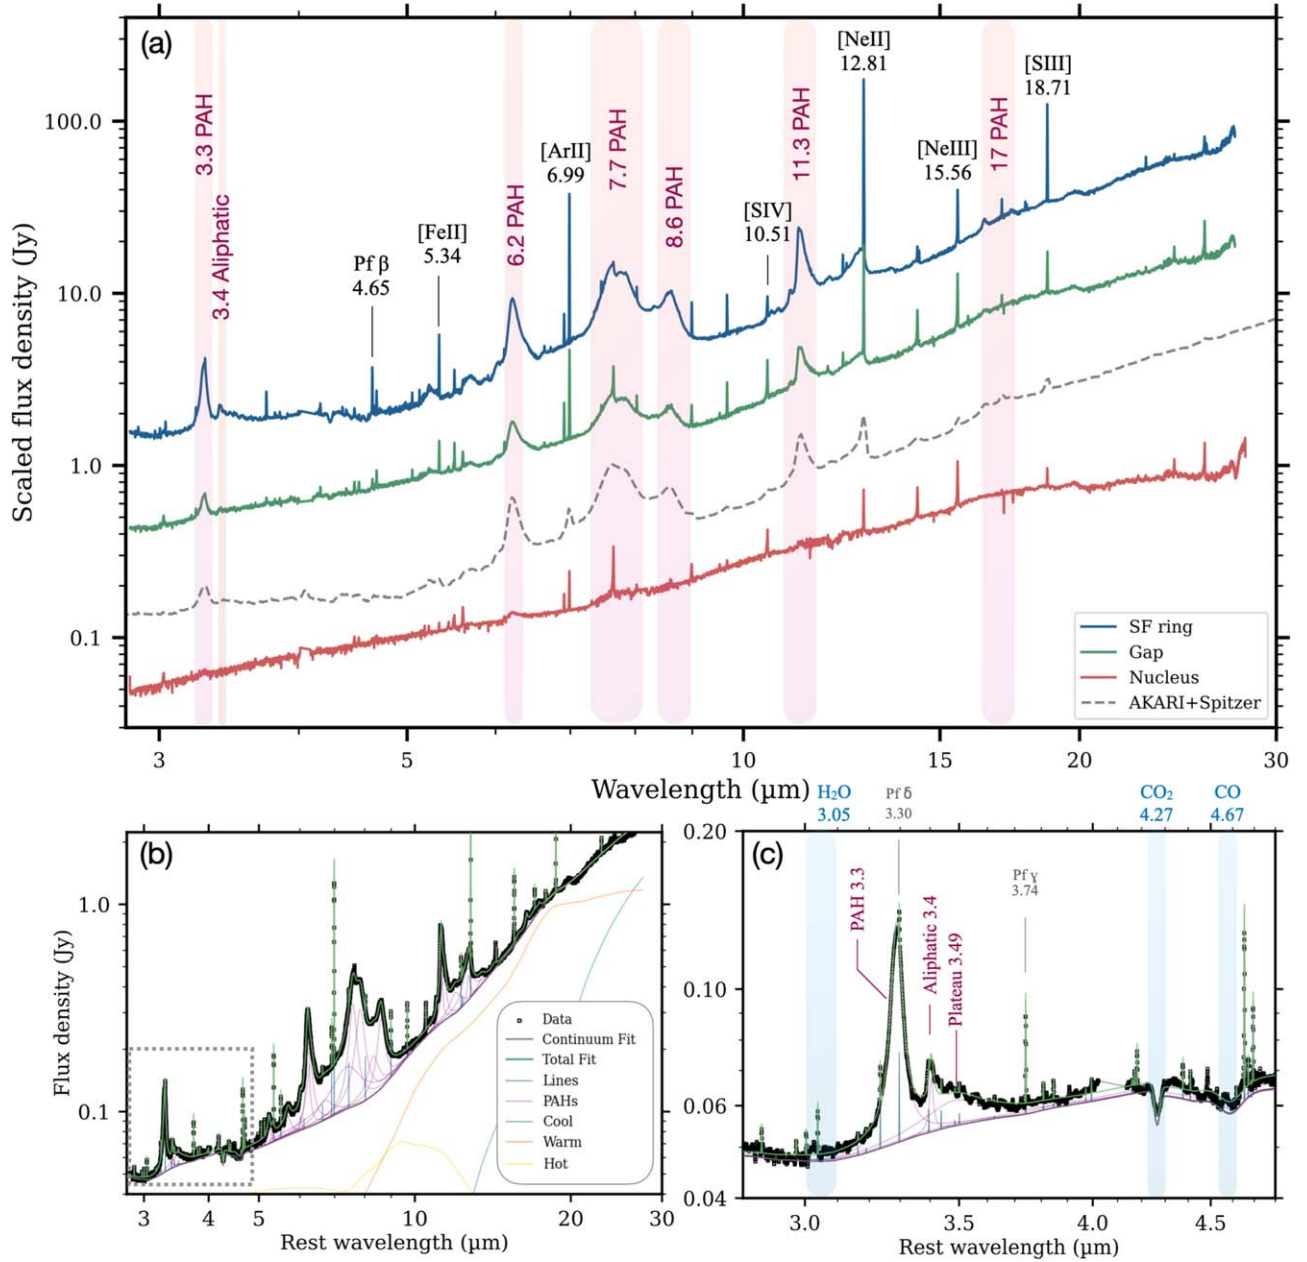 (a)
Scaled flux density (Jy)
100.0
10.0
1.0
0.1
3.3 PAH
3.4 Aliphatic
Pf β
4.65
[FeII]
5.34
6.2 PAH
[ArII]
6.99
7.7 PAH
8.6 PAH
[SIV]
10.51
11.3 PAH
[NeII]
12.81
[NeIII]
15.56
17 PAH
[SIII]
18.71
SF ring
Gap
Nucleus
AKARI+Spitzer
3
5
10
15
20
30
Wavelength (μm)
(b)
Flux density (Jy)
1.0
0.1
Data
Continuum Fit
Total Fit
Lines
PAHs
Cool
Warm
Hot
3
4
5
10
20
30
Rest wavelength (μm)
(c)
H₂O
3.05
Pf δ
3.30
CO₂
4.27
CO
4.67
0.20
0.10
0.06
0.04
PAH 3.3
Aliphatic 3.4
Plateau 3.49
Pf γ
3.74
3.0
3.5
4.0
4.5
Rest wavelength (μm)